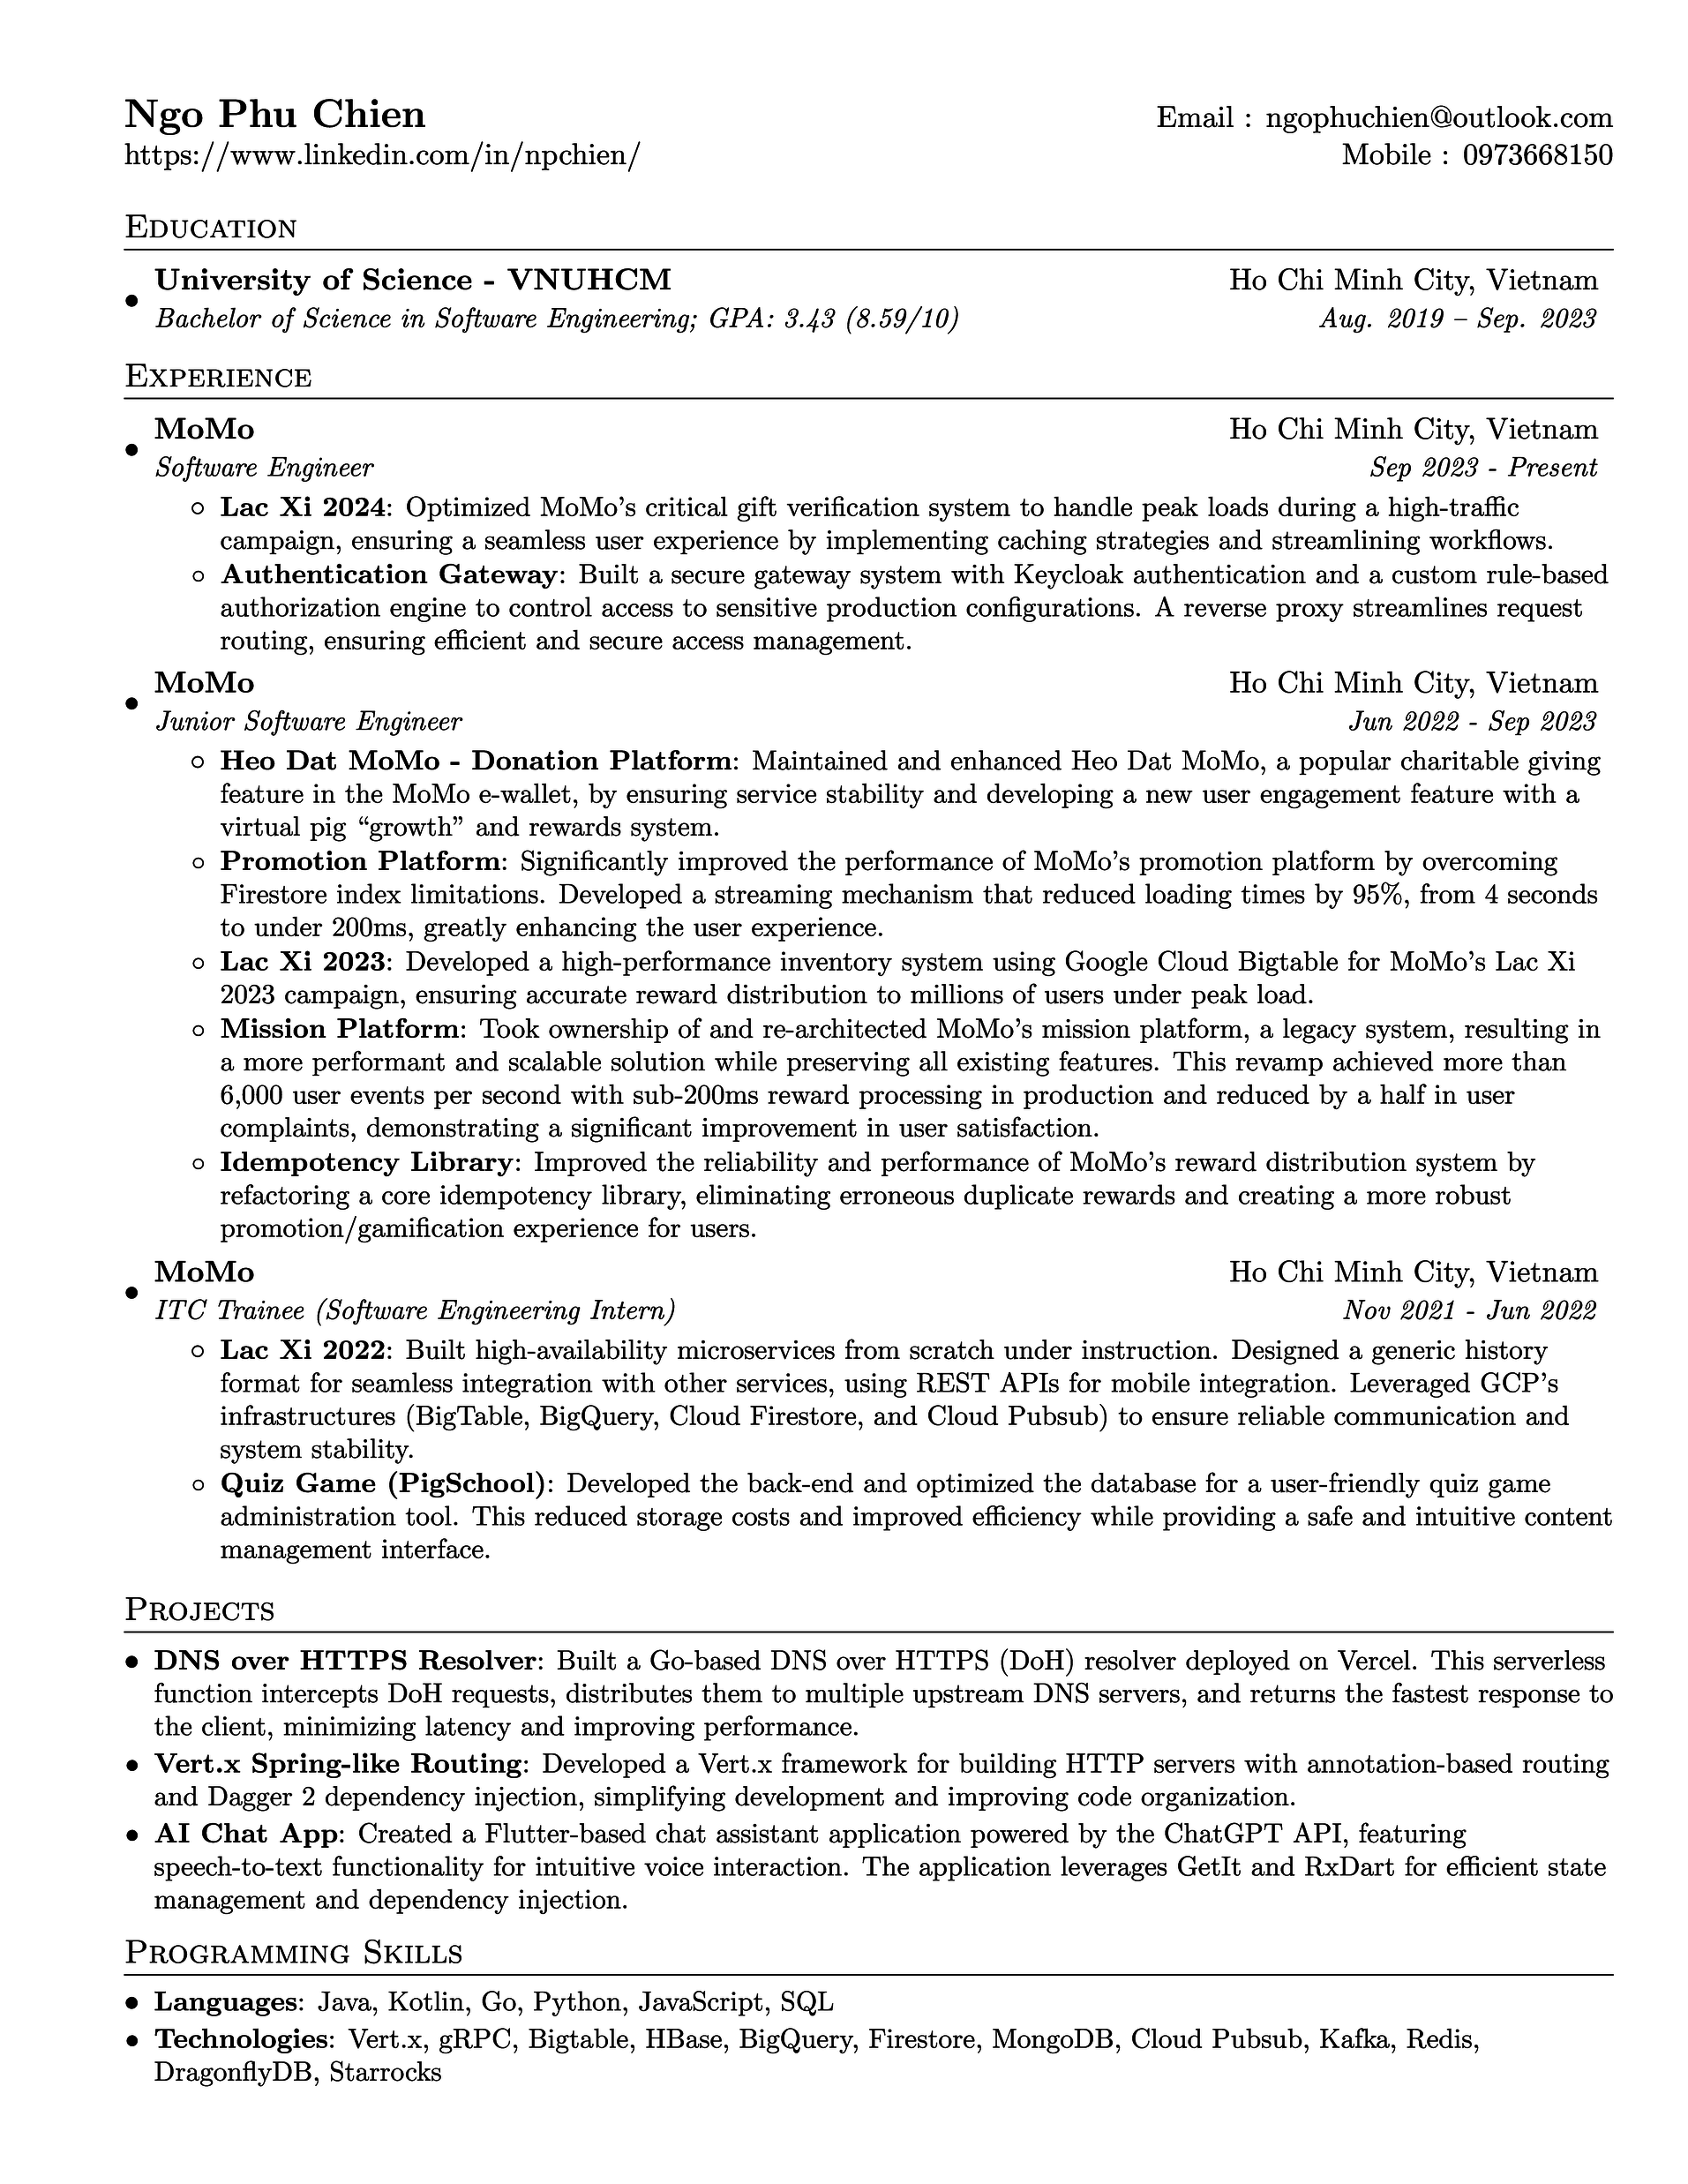 Ngo Phu Chien
Email : ngophuchien@outlook.com
https://www.linkedin.com/in/npchien/
Mobile : 0973668150
Education
• University of Science - VNUHCM
Ho Chi Minh City, Vietnam
Bachelor of Science in Software Engineering; GPA: 3.43 (8.59/10)
Aug. 2019 – Sep. 2023
Experience
• MoMo
Ho Chi Minh City, Vietnam
Software Engineer
Sep 2023 - Present
◦ Lac Xi 2024: Optimized MoMo's critical gift verification system to handle peak loads during a high-traffic
campaign, ensuring a seamless user experience by implementing caching strategies and streamlining workflows.
◦ Authentication Gateway: Built a secure gateway system with Keycloak authentication and a custom rule-based
authorization engine to control access to sensitive production configurations. A reverse proxy streamlines request
routing, ensuring efficient and secure access management.
• MoMo
Ho Chi Minh City, Vietnam
Junior Software Engineer
Jun 2022 - Sep 2023
◦ Heo Dat MoMo - Donation Platform: Maintained and enhanced Heo Dat MoMo, a popular charitable giving
feature in the MoMo e-wallet, by ensuring service stability and developing a new user engagement feature with a
virtual pig “growth” and rewards system.
◦ Promotion Platform: Significantly improved the performance of MoMo's promotion platform by overcoming
Firestore index limitations. Developed a streaming mechanism that reduced loading times by 95%, from 4 seconds
to under 200ms, greatly enhancing the user experience.
◦ Lac Xi 2023: Developed a high-performance inventory system using Google Cloud Bigtable for MoMo's Lac Xi
2023 campaign, ensuring accurate reward distribution to millions of users under peak load.
◦ Mission Platform: Took ownership of and re-architected MoMo's mission platform, a legacy system, resulting in
a more performant and scalable solution while preserving all existing features. This revamp achieved more than
6,000 user events per second with sub-200ms reward processing in production and reduced by a half in user
complaints, demonstrating a significant improvement in user satisfaction.
◦ Idempotency Library: Improved the reliability and performance of MoMo's reward distribution system by
refactoring a core idempotency library, eliminating erroneous duplicate rewards and creating a more robust
promotion/gamification experience for users.
• MoMo
Ho Chi Minh City, Vietnam
ITC Trainee (Software Engineering Intern)
Nov 2021 - Jun 2022
◦ Lac Xi 2022: Built high-availability microservices from scratch under instruction. Designed a generic history
format for seamless integration with other services, using REST APIs for mobile integration. Leveraged GCP's
infrastructures (BigTable, BigQuery, Cloud Firestore, and Cloud Pubsub) to ensure reliable communication and
system stability.
◦ Quiz Game (PigSchool): Developed the back-end and optimized the database for a user-friendly quiz game
administration tool. This reduced storage costs and improved efficiency while providing a safe and intuitive content
management interface.
Projects
• DNS over HTTPS Resolver: Built a Go-based DNS over HTTPS (DoH) resolver deployed on Vercel. This serverless
function intercepts DoH requests, distributes them to multiple upstream DNS servers, and returns the fastest response to
the client, minimizing latency and improving performance.
• Vert.x Spring-like Routing: Developed a Vert.x framework for building HTTP servers with annotation-based routing
and Dagger 2 dependency injection, simplifying development and improving code organization.
• AI Chat App: Created a Flutter-based chat assistant application powered by the ChatGPT API, featuring
speech-to-text functionality for intuitive voice interaction. The application leverages GetIt and RxDart for efficient state
management and dependency injection.
Programming Skills
• Languages: Java, Kotlin, Go, Python, JavaScript, SQL
• Technologies: Vert.x, gRPC, Bigtable, HBase, BigQuery, Firestore, MongoDB, Cloud Pubsub, Kafka, Redis,
DragonflyDB, Starrocks